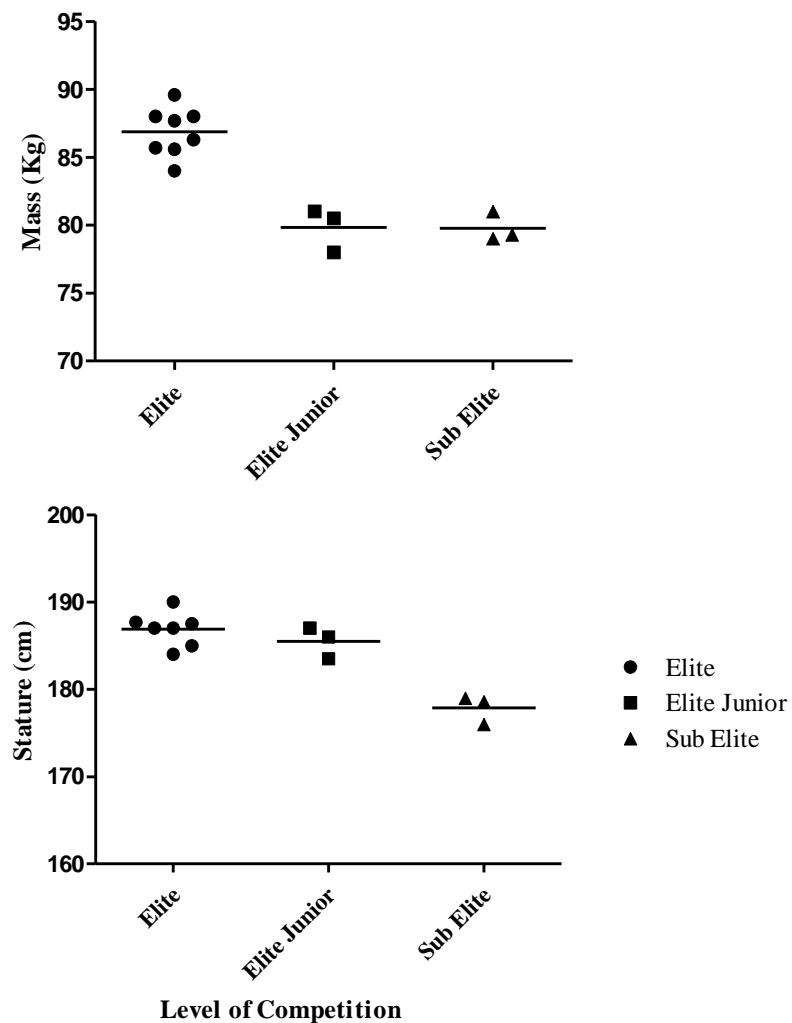 95
90
85
80
75
70
Mass (Kg)
Elite
Elite Junior
Sub Elite
200
190
180
170
160
Stature (cm)
Elite
Elite Junior
Sub Elite
Level of Competition
Elite
Elite Junior
Sub Elite